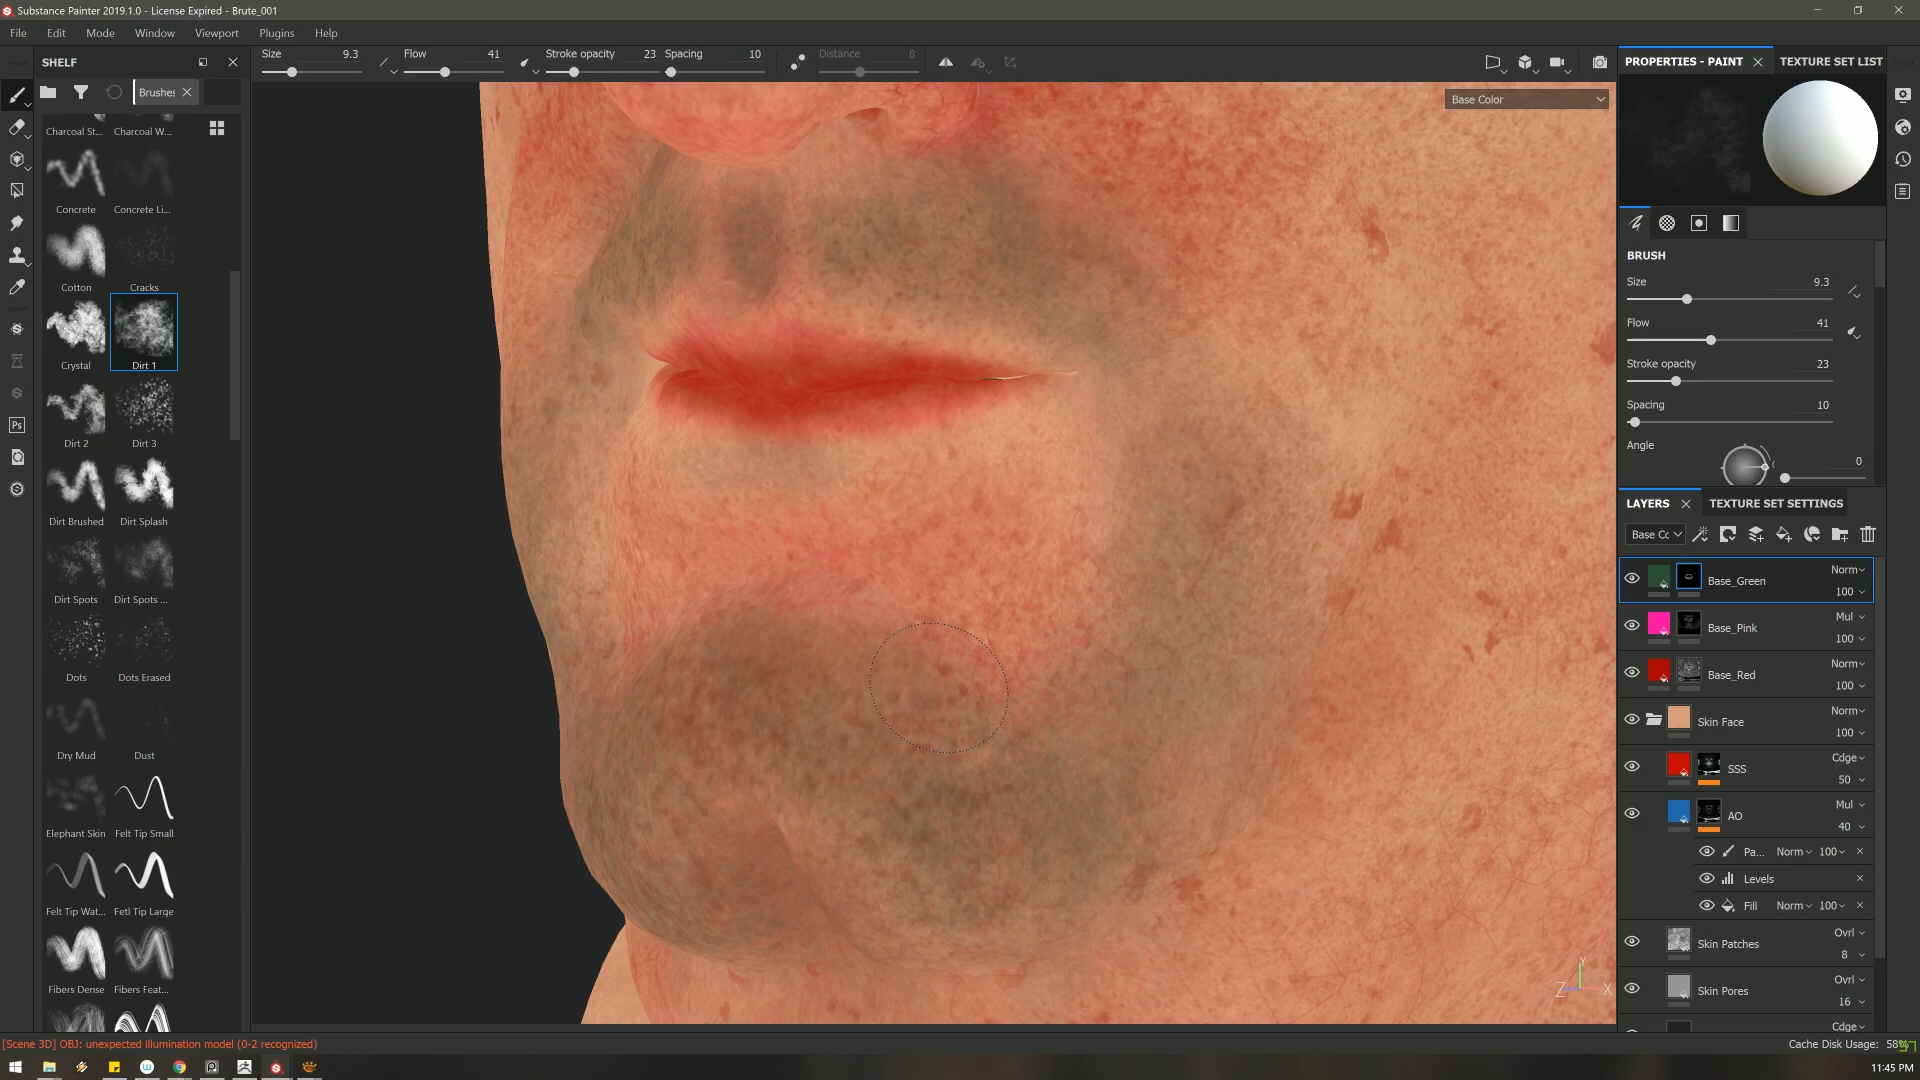 Substance Painter 2019.1.0 - License Expired - Brute_001
File Edit Mode Window Viewport Plugins Help
SHELF
Size 9.3 Flow 41 Stroke opacity 23 Spacing 10 Distance 8
PROPERTIES - PAINT TEXTURE SET LIST
Brushes
Base Color
Charcoal St... Charcoal W...
Concrete Concrete Li...
Cotton Cracks
Crystal Dirt 1
Dirt 2 Dirt 3
Dirt Brushed Dirt Splash
Dirt Spots Dirt Spots ...
Dots Dots Erased
Dry Mud Dust
Elephant Skin Felt Tip Small
Felt Tip Wat... Fetl Tip Large
Fibers Dense Fibers Feat...
Ps
BRUSH
Size 9.3
Flow 41
Stroke opacity 23
Spacing 10
Angle 0
LAYERS TEXTURE SET SETTINGS
Base Cc
Base_Green Norm 100
Base_Pink Mul 100
Base_Red Norm 100
Skin Face Norm 100
SSS Cdge 50
AO Mul 40
Pa... Norm 100
Levels
Fill Norm 100
Skin Patches Ovrl 8
Skin Pores Ovrl 16
Cdge
Y
Z X
[Scene 3D] OBJ: unexpected illumination model (0-2 recognized)
Cache Disk Usage: 58%
11:45 PM